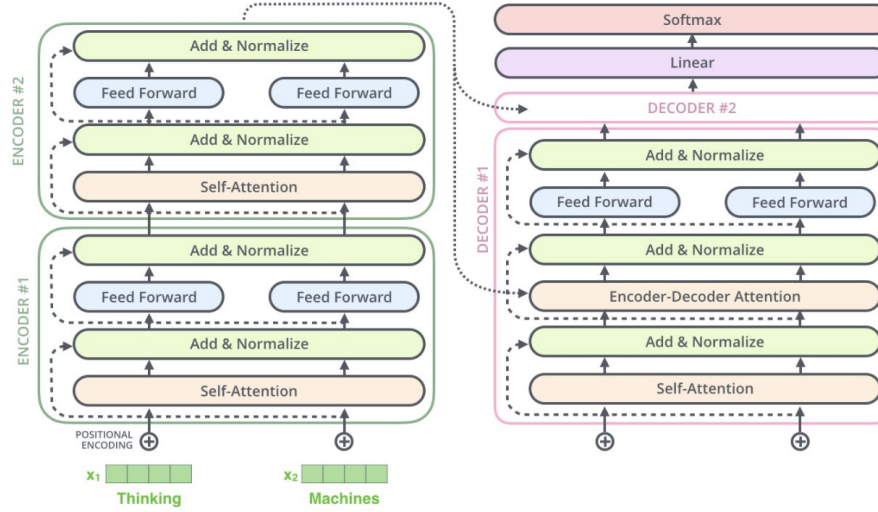 ENCODER #2
Add & Normalize
Feed Forward
Feed Forward
Add & Normalize
Self-Attention
ENCODER #1
Add & Normalize
Feed Forward
Feed Forward
Add & Normalize
Self-Attention
POSITIONAL
ENCODING
x₁
x₂
Thinking
Machines
Softmax
Linear
DECODER #2
DECODER #1
Add & Normalize
Feed Forward
Feed Forward
Add & Normalize
Encoder-Decoder Attention
Add & Normalize
Self-Attention